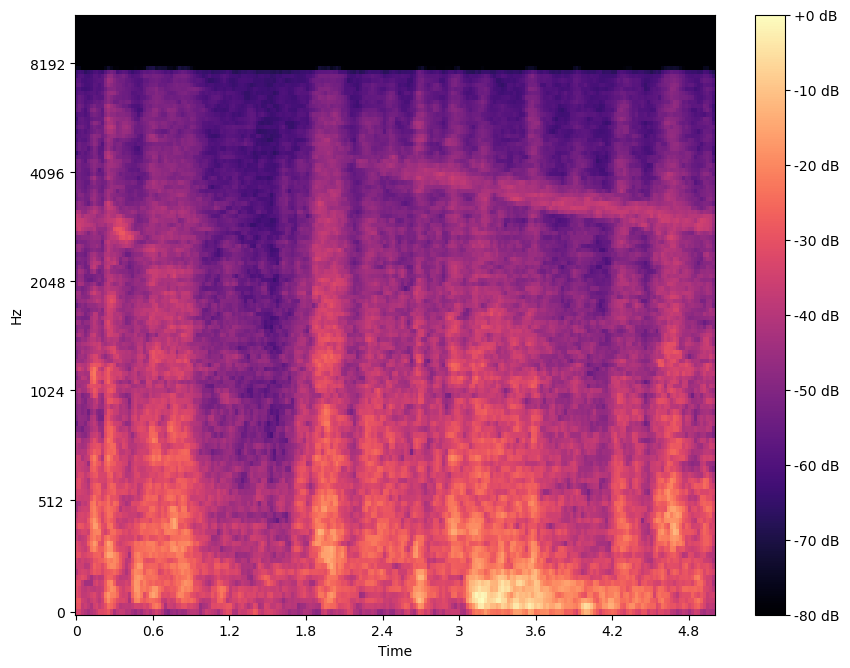 +0 dB
8192
-10 dB
4096
-20 dB
-30 dB
2048
Hz
-40 dB
1024
-50 dB
-60 dB
512
-70 dB
0
-80 dB
0 0.6 1.2 1.8 2.4 3 3.6 4.2 4.8
Time